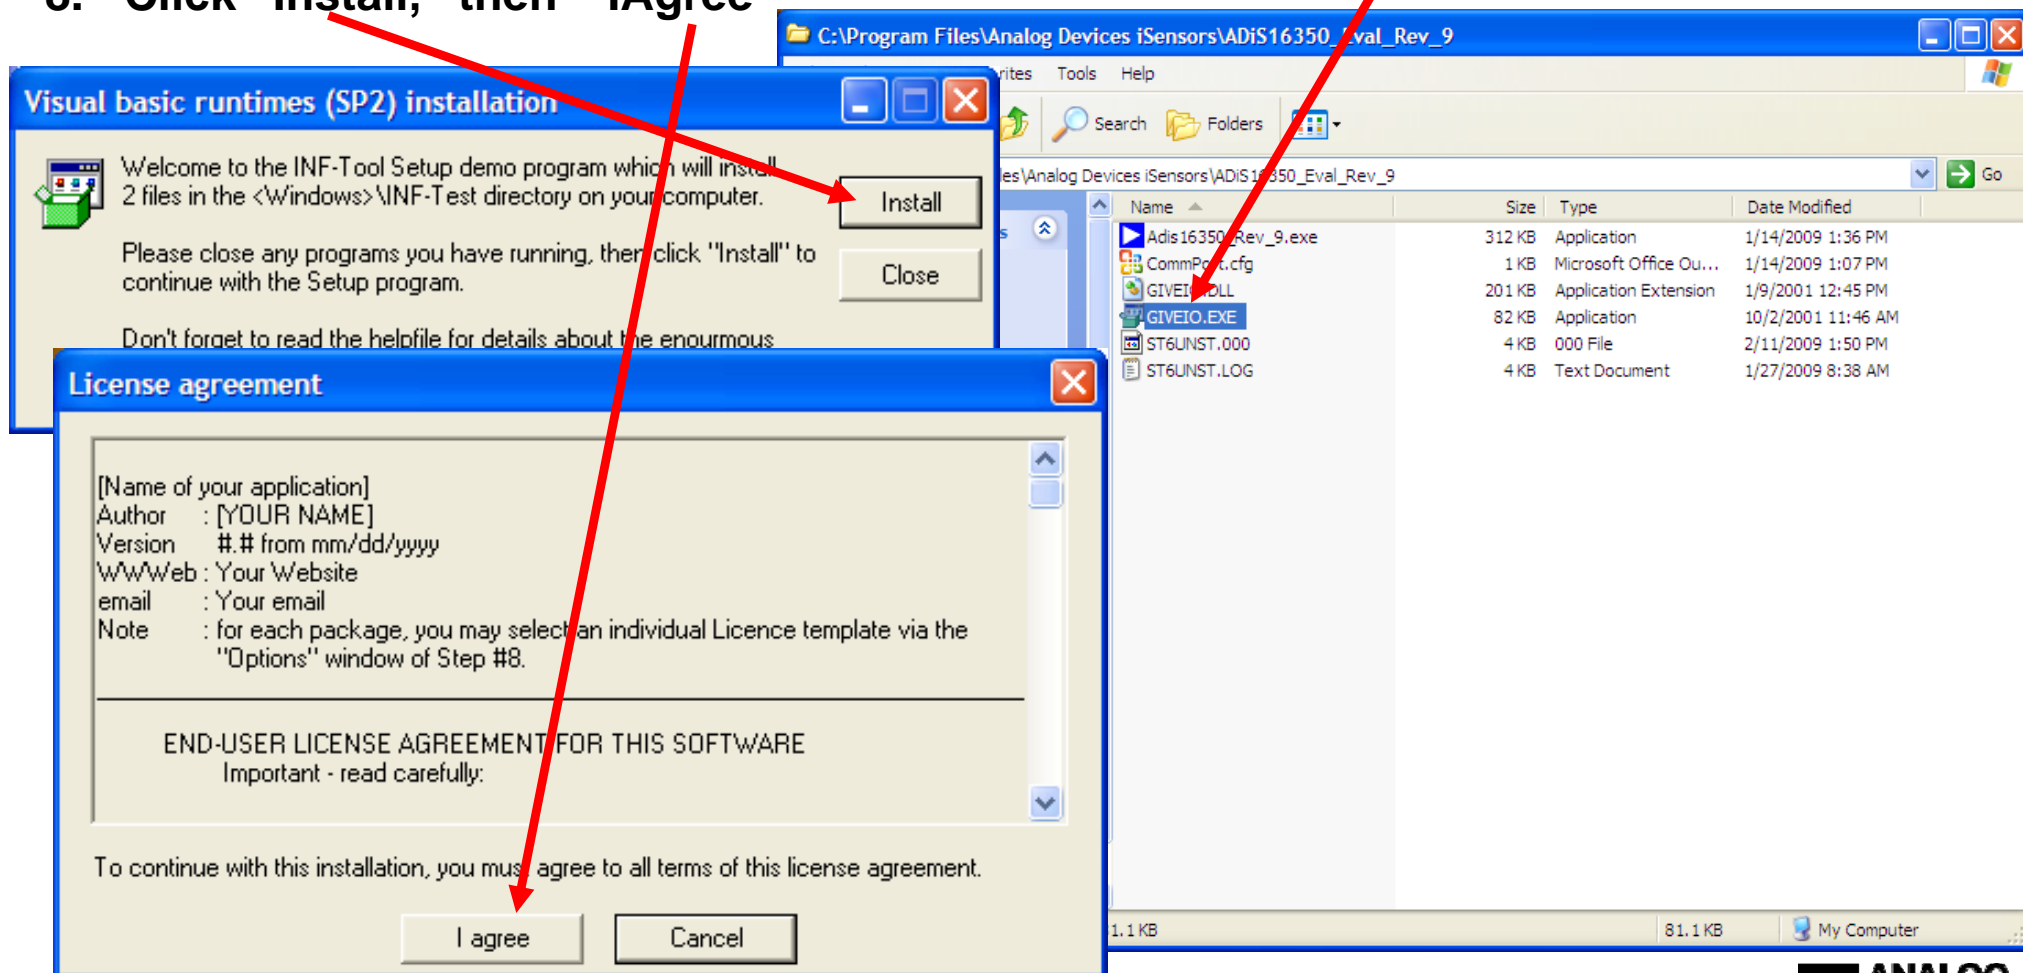 Click Install, then IAgree
C:\Program Files\Analog Devices iSensors\ADiS16350_Eval_Rev_9
Tools Help
Search Folders
Analog Devices iSensors\ADiS16350_Eval_Rev_9 Go
Name Size Type Date Modified
Adis16350_Rev_9.exe 312 KB Application 1/14/2009 1:36 PM
CommPort.cfg 1 KB Microsoft Office Ou... 1/14/2009 1:07 PM
GIVEIO.DLL 201 KB Application Extension 1/9/2001 12:45 PM
GIVEIO.EXE 82 KB Application 10/2/2001 11:46 AM
ST6UNST.000 4 KB 000 File 2/11/2009 1:50 PM
ST6UNST.LOG 4 KB Text Document 1/27/2009 8:38 AM
81.1 KB My Computer
Visual basic runtimes (SP2) installation
Welcome to the INF-Tool Setup demo program which will install
2 files in the <Windows>\INF-Test directory on your computer.
Please close any programs you have running, then click "Install" to
continue with the Setup program.
Don't forget to read the helpfile for details about the enourmous
Install
Close
License agreement
[Name of your application]
Author : [YOUR NAME]
Version #.# from mm/dd/yyyy
WWWeb : Your Website
email : Your email
Note : for each package, you may select an individual Licence template via the
"Options" window of Step #8.
END-USER LICENSE AGREEMENT FOR THIS SOFTWARE
Important - read carefully:
To continue with this installation, you must agree to all terms of this license agreement.
I agree Cancel
ANALOG